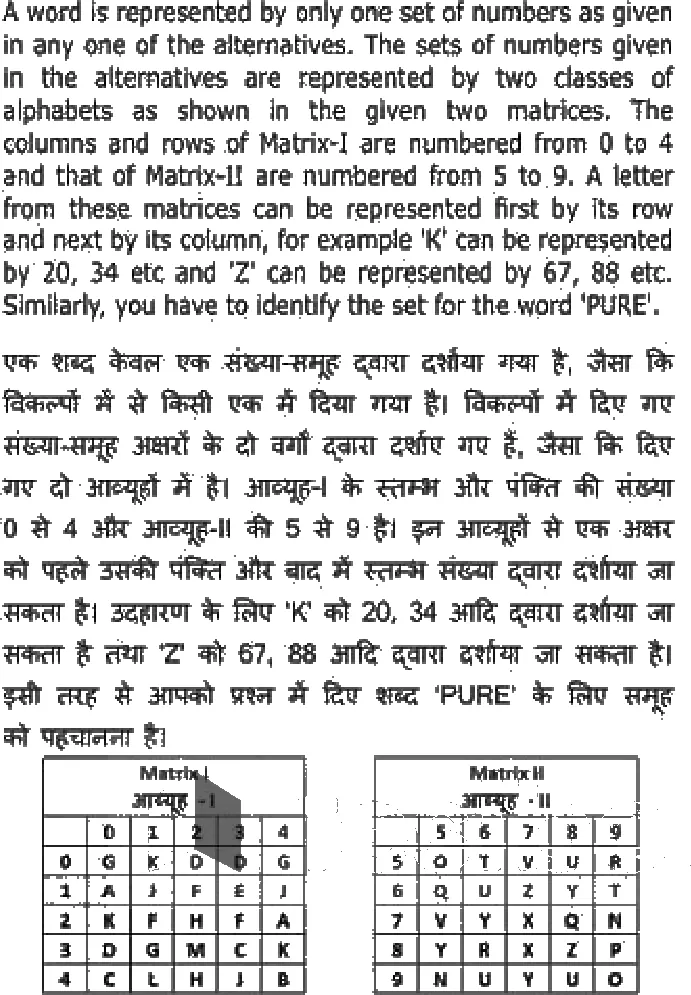 A word is represented by only one set of numbers as given
in any one of the alternatives. The sets of numbers given
in the alternatives are represented by two classes of
alphabets as shown in the given two matrices. The
columns and rows of Matrix-I are numbered from 0 to 4
and that of Matrix-II are numbered from 5 to 9. A letter
from these matrices can be represented first by its row
and next by its column, for example 'K' can be represented
by 20, 34 etc and 'Z' can be represented by 67, 88 etc.
Similarly, you have to identify the set for the word 'PURE'.
एक शब्द केवल एक संख्या-समूह द्वारा दर्शाया गया है, जैसा कि
विकल्पों में से किसी एक में दिया गया है। विकल्पों में दिए गए
संख्या-समूह अक्षरों के दो वर्गों द्वारा दर्शाए गए हैं, जैसा कि दिए
गए दो आव्यूहों में है। आव्यूह-I के स्तम्भ और पंक्ति की संख्या
0 से 4 और आव्यूह-II की 5 से 9 है। इन आव्यूहों से एक अक्षर
को पहले उसकी पंक्ति और बाद में स्तम्भ संख्या द्वारा दर्शाया जा
सकता है। उदहारण के लिए 'K' को 20, 34 आदि द्वारा दर्शाया जा
सकता है तथा 'Z' को 67, 88 आदि द्वारा दर्शाया जा सकता है।
इसी तरह से आपको प्रश्न में दिए शब्द 'PURE' के लिए समूह
को पहचानना है।
Matrix I
आव्यूह - I
0 1 2 3 4
0 G K D D G
1 A J F E J
2 K F H F A
3 D G M C K
4 C L H J B
Matrix II
आव्यूह - II
5 6 7 8 9
5 O T V U R
6 Q U Z Y T
7 V Y X Q N
8 Y R X Z P
9 N U Y U O